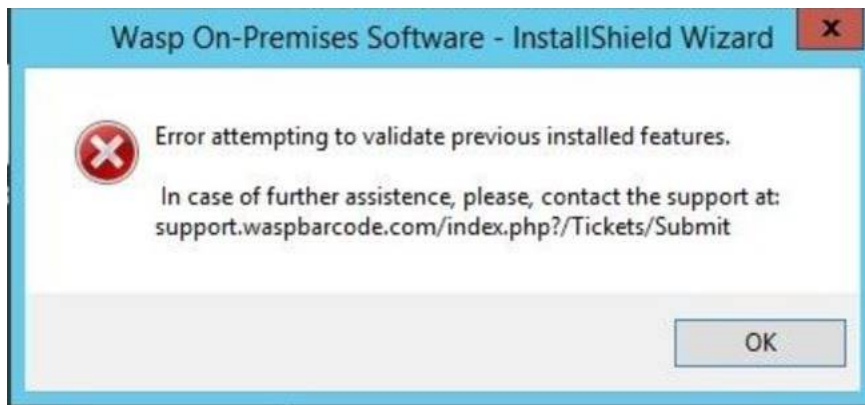 Wasp On-Premises Software - InstallShield Wizard
Error attempting to validate previous installed features.
In case of further assistence, please, contact the support at:
support.waspbarcode.com/index.php?/Tickets/Submit
OK